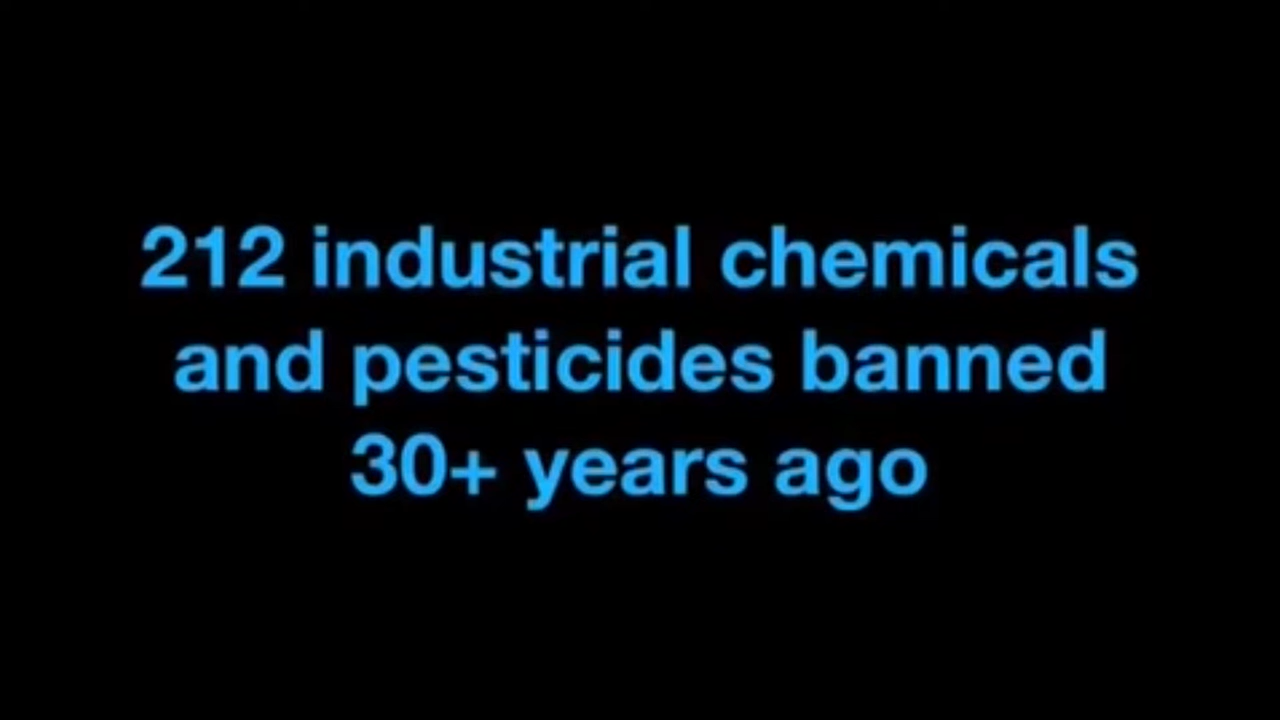 212 industrial chemicals
and pesticides banned
30+ years ago